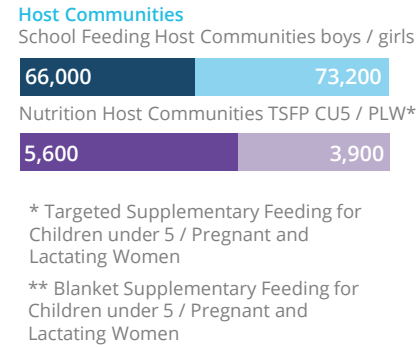 Host Communities
School Feeding Host Communities boys / girls
66,000 73,200
Nutrition Host Communities TSFP CU5 / PLW*
5,600 3,900
* Targeted Supplementary Feeding for
Children under 5 / Pregnant and
Lactating Women
** Blanket Supplementary Feeding for
Children under 5 / Pregnant and
Lactating Women